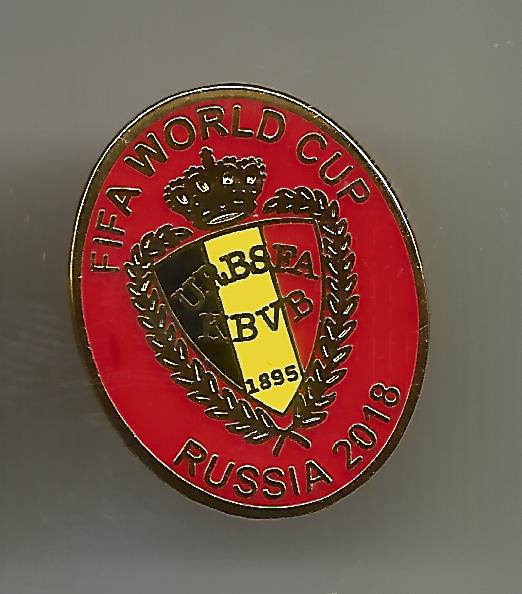 FIFA WORLD CUP
URBSFA
KBVB
1895
RUSSIA 2018